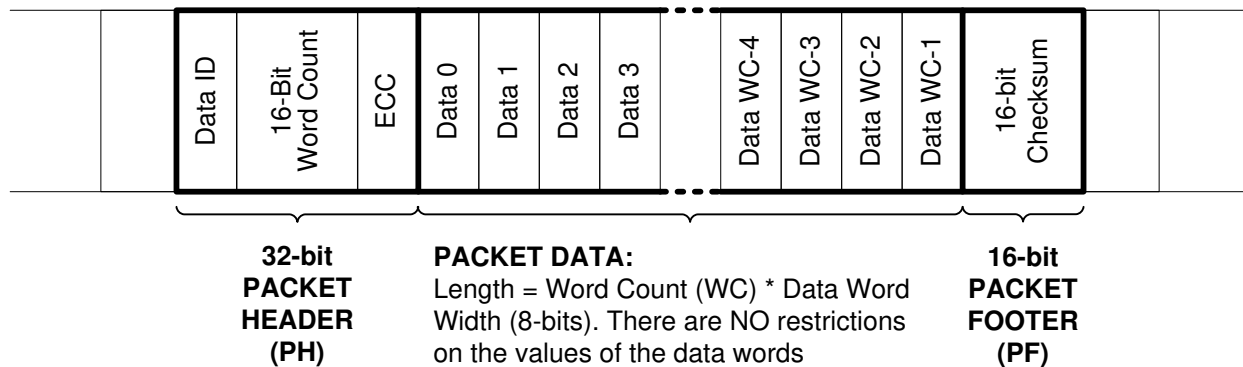 Data ID
16-Bit
Word Count
ECC
Data 0
Data 1
Data 2
Data 3
Data WC-4
Data WC-3
Data WC-2
Data WC-1
16-bit
Checksum
32-bit
PACKET
HEADER
(PH)
PACKET DATA:
Length = Word Count (WC) * Data Word
Width (8-bits). There are NO restrictions
on the values of the data words
16-bit
PACKET
FOOTER
(PF)